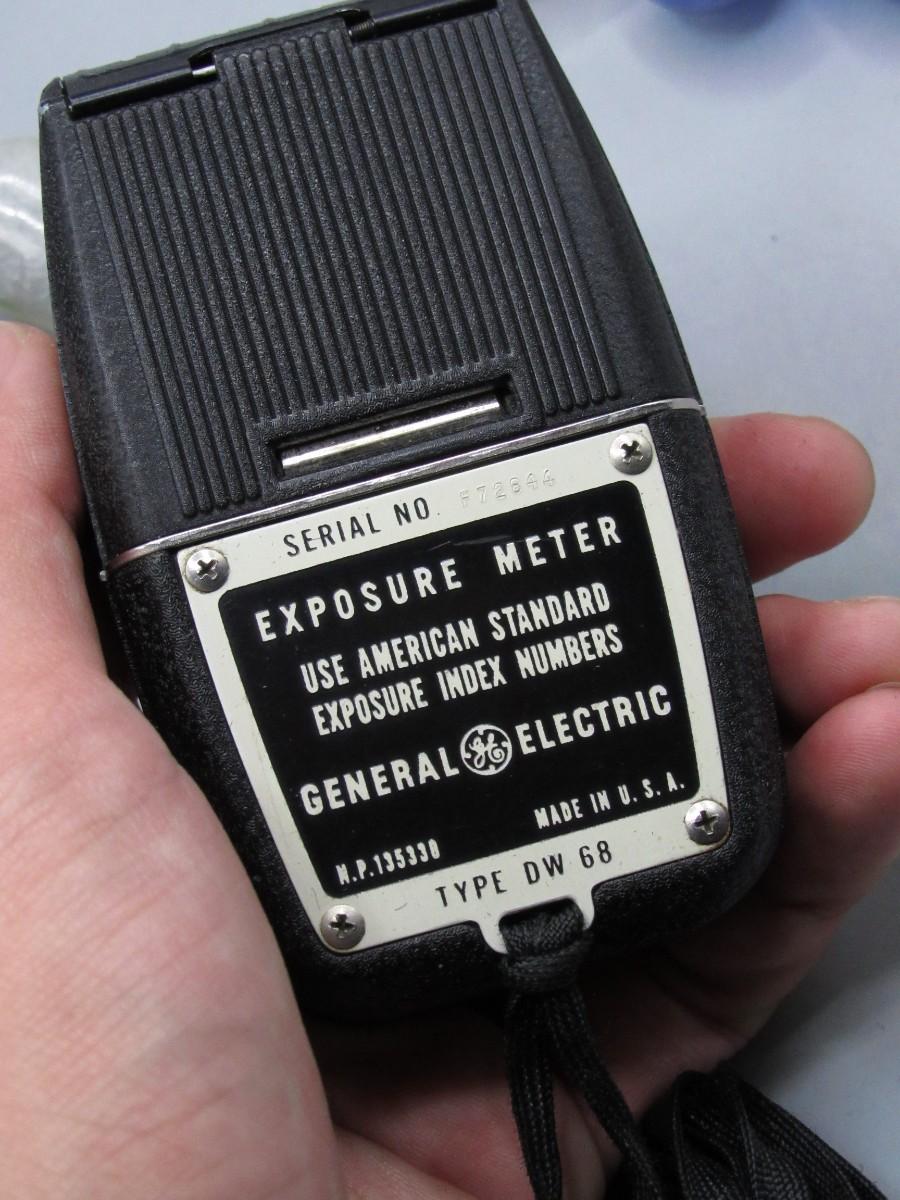 SERIAL NO. F72844
EXPOSURE METER
USE AMERICAN STANDARD
EXPOSURE INDEX NUMBERS
GENERAL GE ELECTRIC
MADE IN U.S.A.
N.P.135330
TYPE DW 68